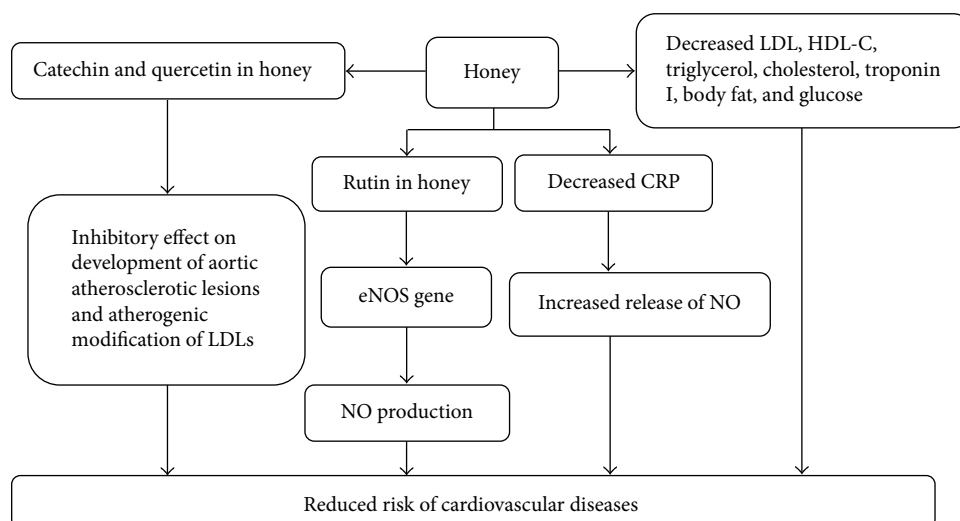 Catechin and quercetin in honey
Honey
Decreased LDL, HDL-C,
triglycerol, cholesterol, troponin
I, body fat, and glucose
Rutin in honey
Decreased CRP
Inhibitory effect on
development of aortic
atherosclerotic lesions
and atherogenic
modification of LDLs
eNOS gene
Increased release of NO
NO production
Reduced risk of cardiovascular diseases